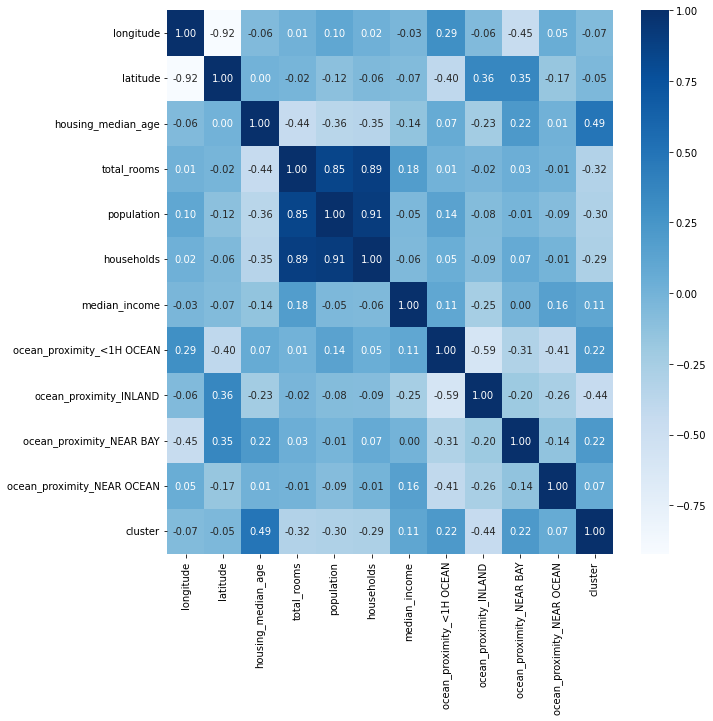 longitude 1.00 -0.92 -0.06 0.01 0.10 0.02 -0.03 0.29 -0.06 -0.45 0.05 -0.07
latitude -0.92 1.00 0.00 -0.02 -0.12 -0.06 -0.07 -0.40 0.36 0.35 -0.17 -0.05
housing_median_age -0.06 0.00 1.00 -0.44 -0.36 -0.35 -0.14 0.07 -0.23 0.22 0.01 0.49
total_rooms 0.01 -0.02 -0.44 1.00 0.85 0.89 0.18 0.01 -0.02 0.03 -0.01 -0.32
population 0.10 -0.12 -0.36 0.85 1.00 0.91 -0.05 0.14 -0.08 -0.01 -0.09 -0.30
households 0.02 -0.06 -0.35 0.89 0.91 1.00 -0.06 0.05 -0.09 0.07 -0.01 -0.29
median_income -0.03 -0.07 -0.14 0.18 -0.05 -0.06 1.00 0.11 -0.25 0.00 0.16 0.11
ocean_proximity_<1H OCEAN 0.29 -0.40 0.07 0.01 0.14 0.05 0.11 1.00 -0.59 -0.31 -0.41 0.22
ocean_proximity_INLAND -0.06 0.36 -0.23 -0.02 -0.08 -0.09 -0.25 -0.59 1.00 -0.20 -0.26 -0.44
ocean_proximity_NEAR BAY -0.45 0.35 0.22 0.03 -0.01 0.07 0.00 -0.31 -0.20 1.00 -0.14 0.22
ocean_proximity_NEAR OCEAN 0.05 -0.17 0.01 -0.01 -0.09 -0.01 0.16 -0.41 -0.26 -0.14 1.00 0.07
cluster -0.07 -0.05 0.49 -0.32 -0.30 -0.29 0.11 0.22 -0.44 0.22 0.07 1.00
longitude
latitude
housing_median_age
total_rooms
population
households
median_income
ocean_proximity_<1H OCEAN
ocean_proximity_INLAND
ocean_proximity_NEAR BAY
ocean_proximity_NEAR OCEAN
cluster
1.00
0.75
0.50
0.25
0.00
−0.25
−0.50
−0.75